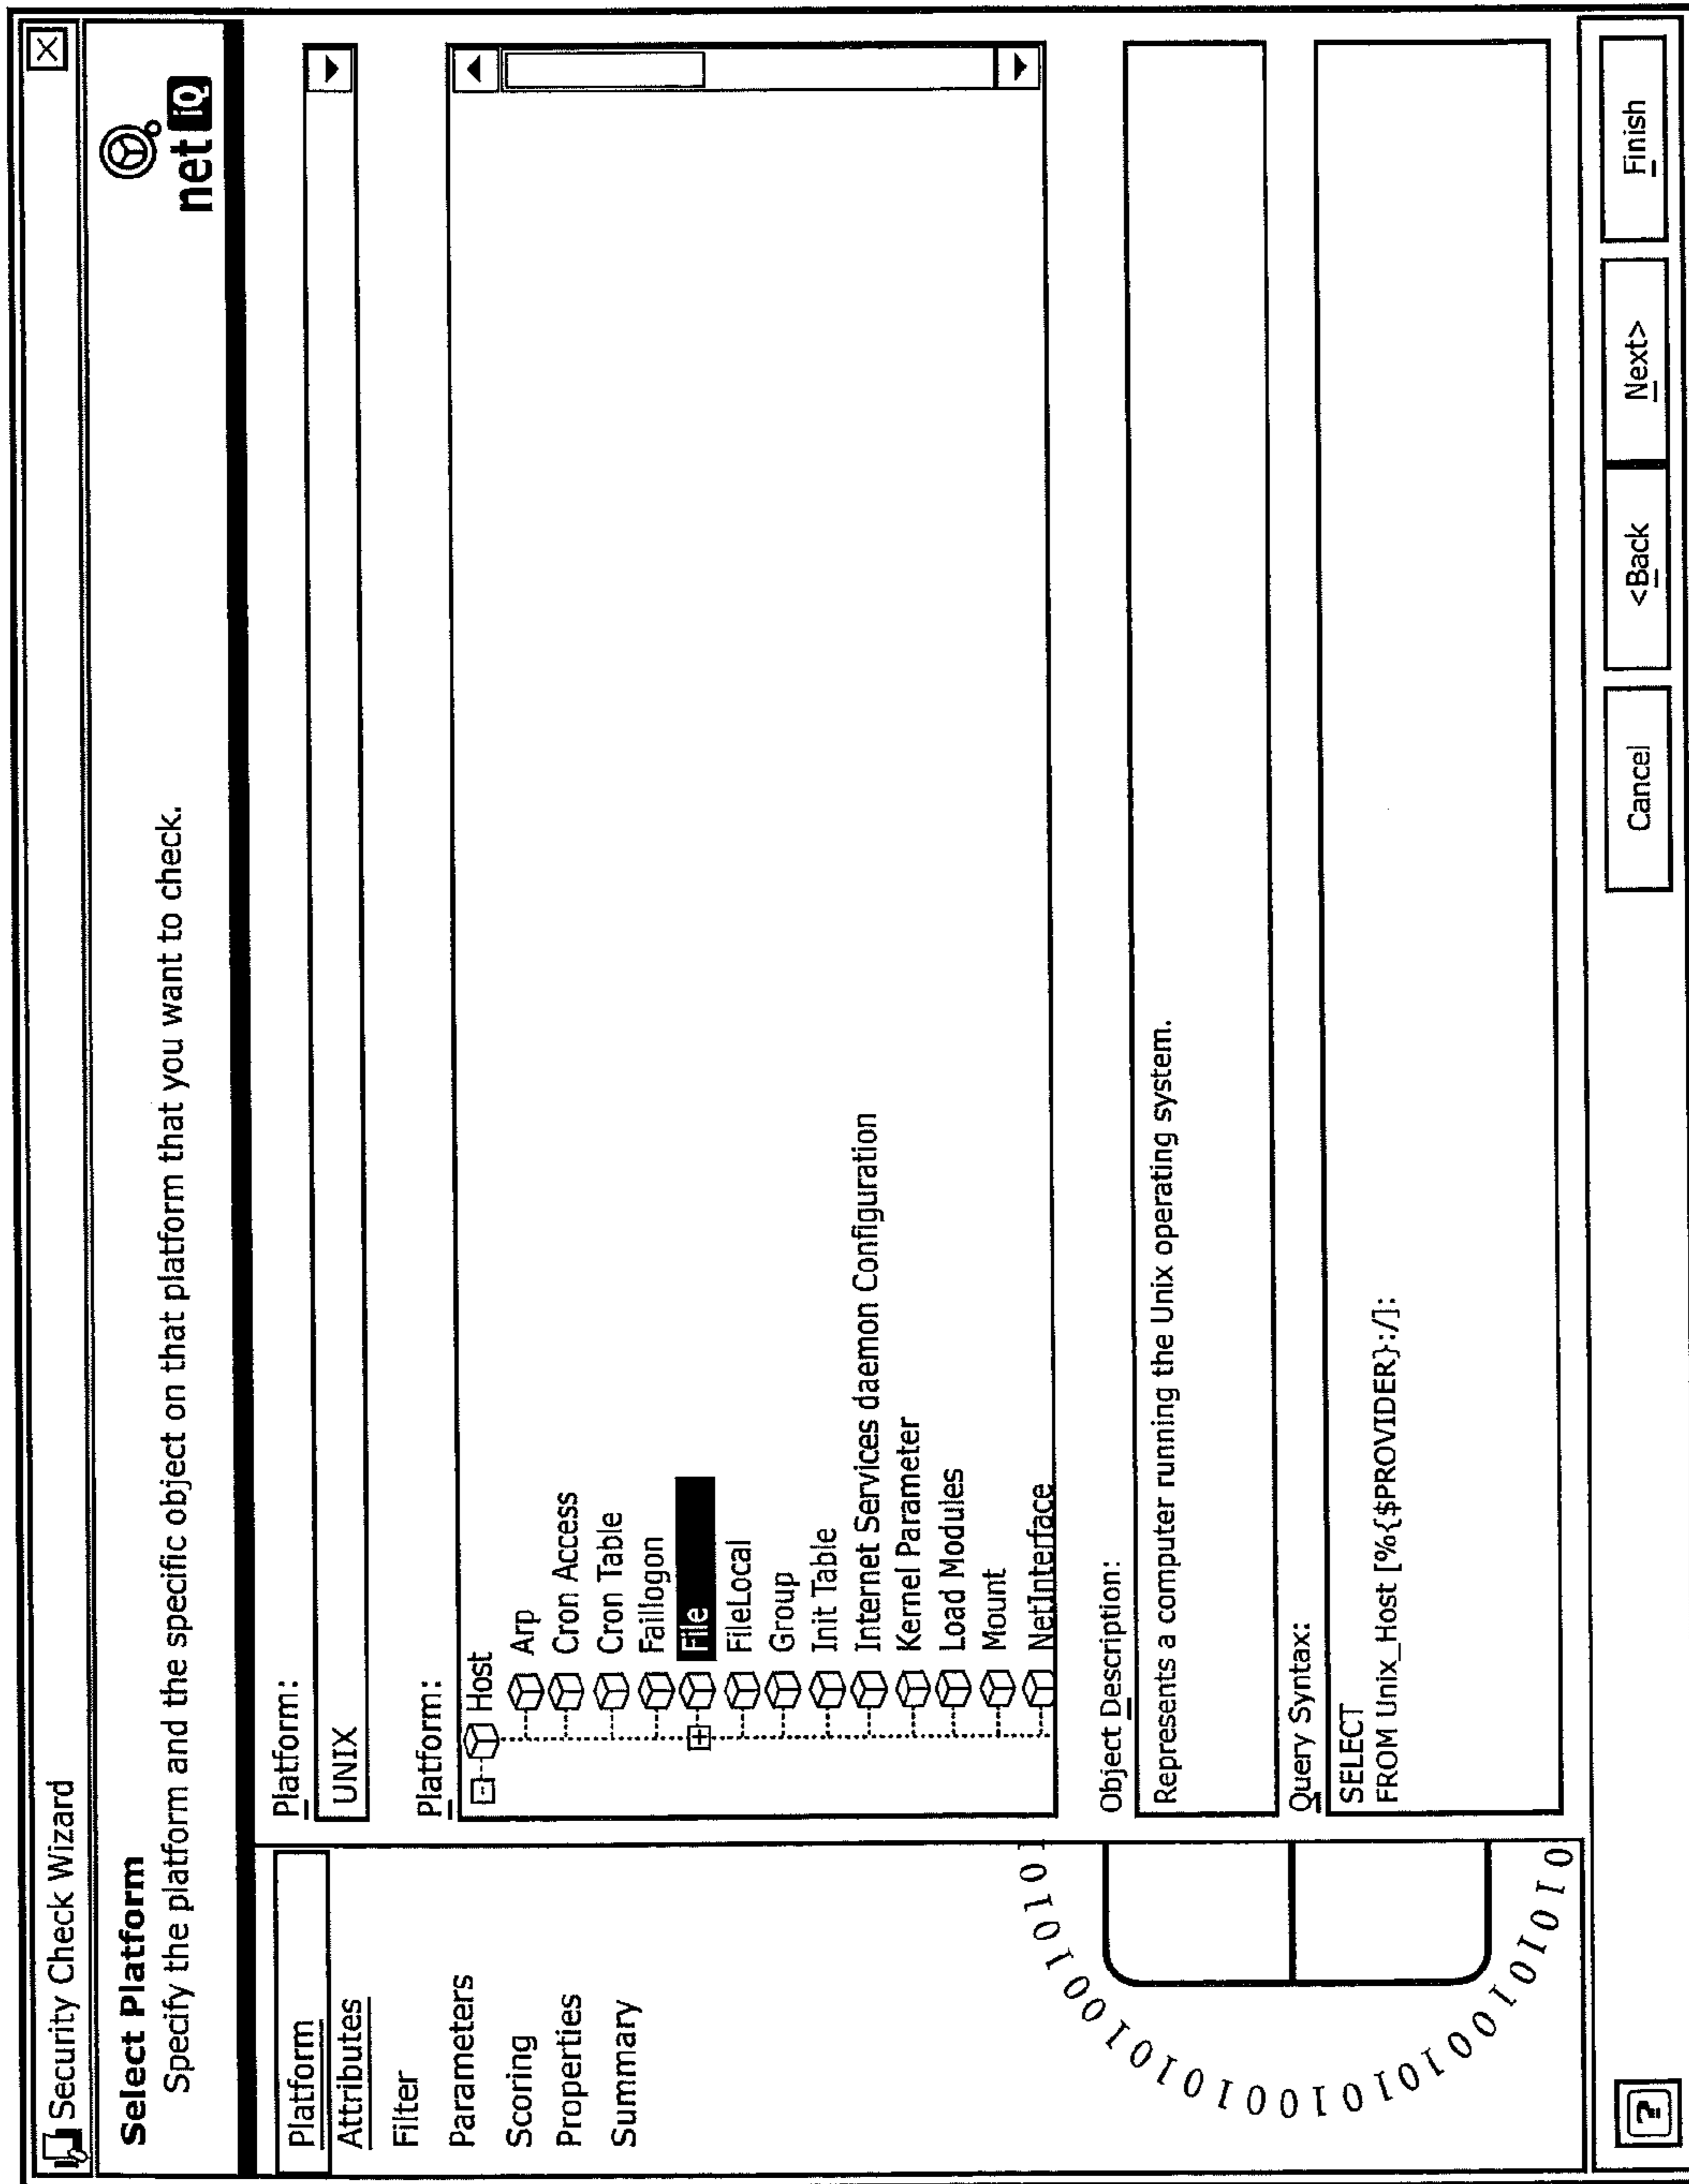 Security Check Wizard
Select Platform
Specify the platform and the specific object on that platform that you want to check.
net iQ
Platform
Attributes
Filter
Parameters
Scoring
Properties
Summary
0101001010100101010010101001010
Platform:
UNIX
Platform:
Host
Arp
Cron Access
Cron Table
Faillogon
File
FileLocal
Group
Init Table
Internet Services daemon Configuration
Kernel Parameter
Load Modules
Mount
NetInterface
Object Description:
Represents a computer running the Unix operating system.
Query Syntax:
SELECT
FROM Unix_Host [%{$PROVIDER}:/]:
?
Cancel
<Back
Next>
Finish